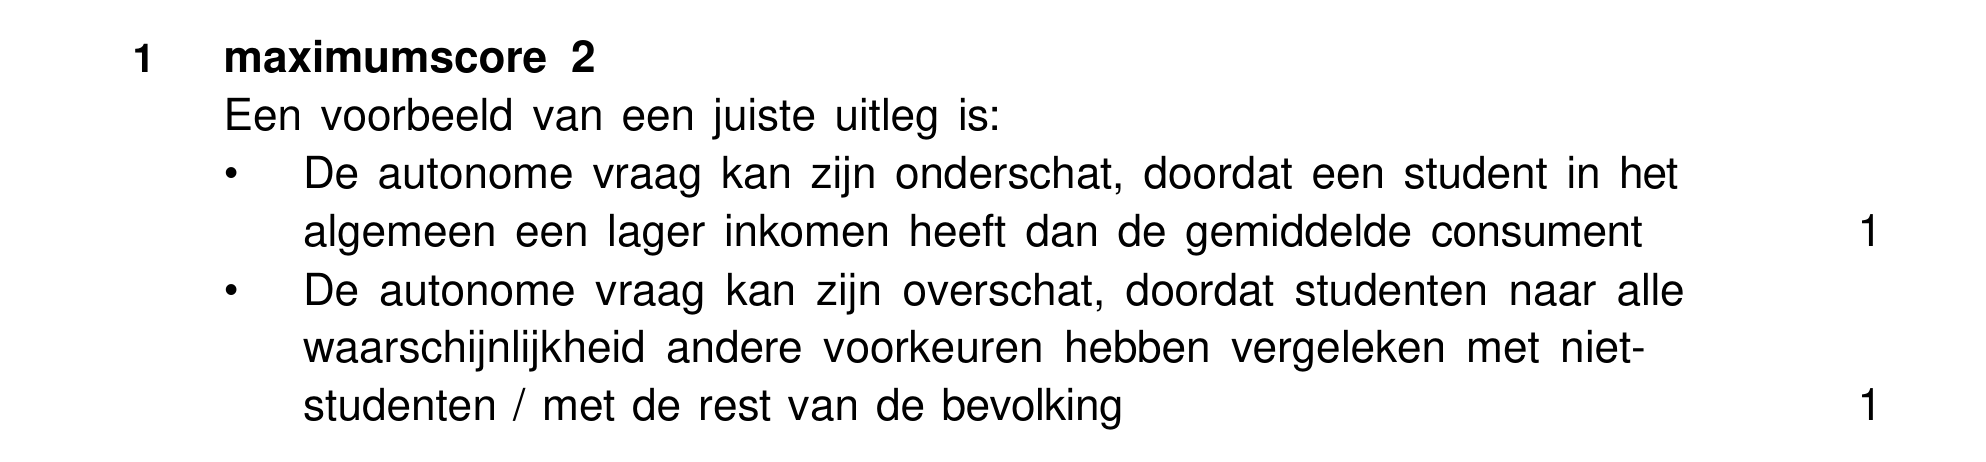 1 maximumscore 2
Een voorbeeld van een juiste uitleg is:
• De autonome vraag kan zijn onderschat, doordat een student in het
algemeen een lager inkomen heeft dan de gemiddelde consument 1
• De autonome vraag kan zijn overschat, doordat studenten naar alle
waarschijnlijkheid andere voorkeuren hebben vergeleken met niet-
studenten / met de rest van de bevolking 1